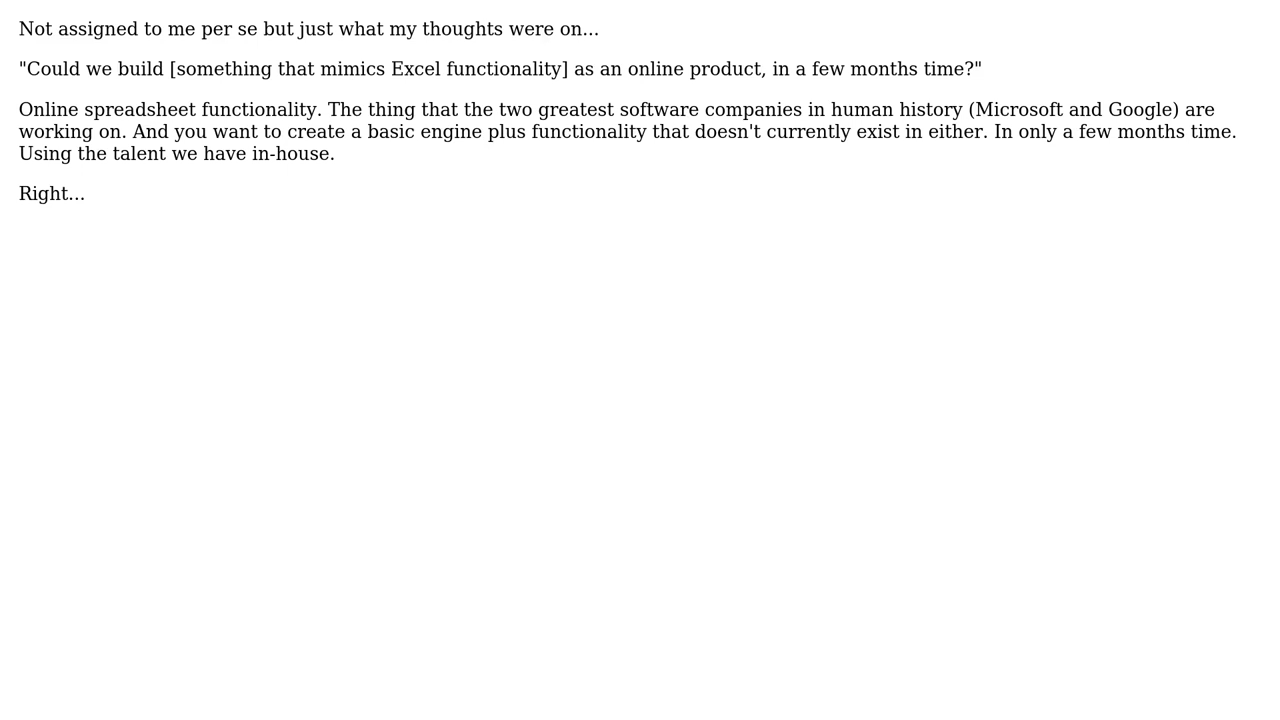 Not assigned to me per se but just what my thoughts were on...
"Could we build [something that mimics Excel functionality] as an online product, in a few months time?"
Online spreadsheet functionality. The thing that the two greatest software companies in human history (Microsoft and Google) are
working on. And you want to create a basic engine plus functionality that doesn't currently exist in either. In only a few months time.
Using the talent we have in-house.
Right...